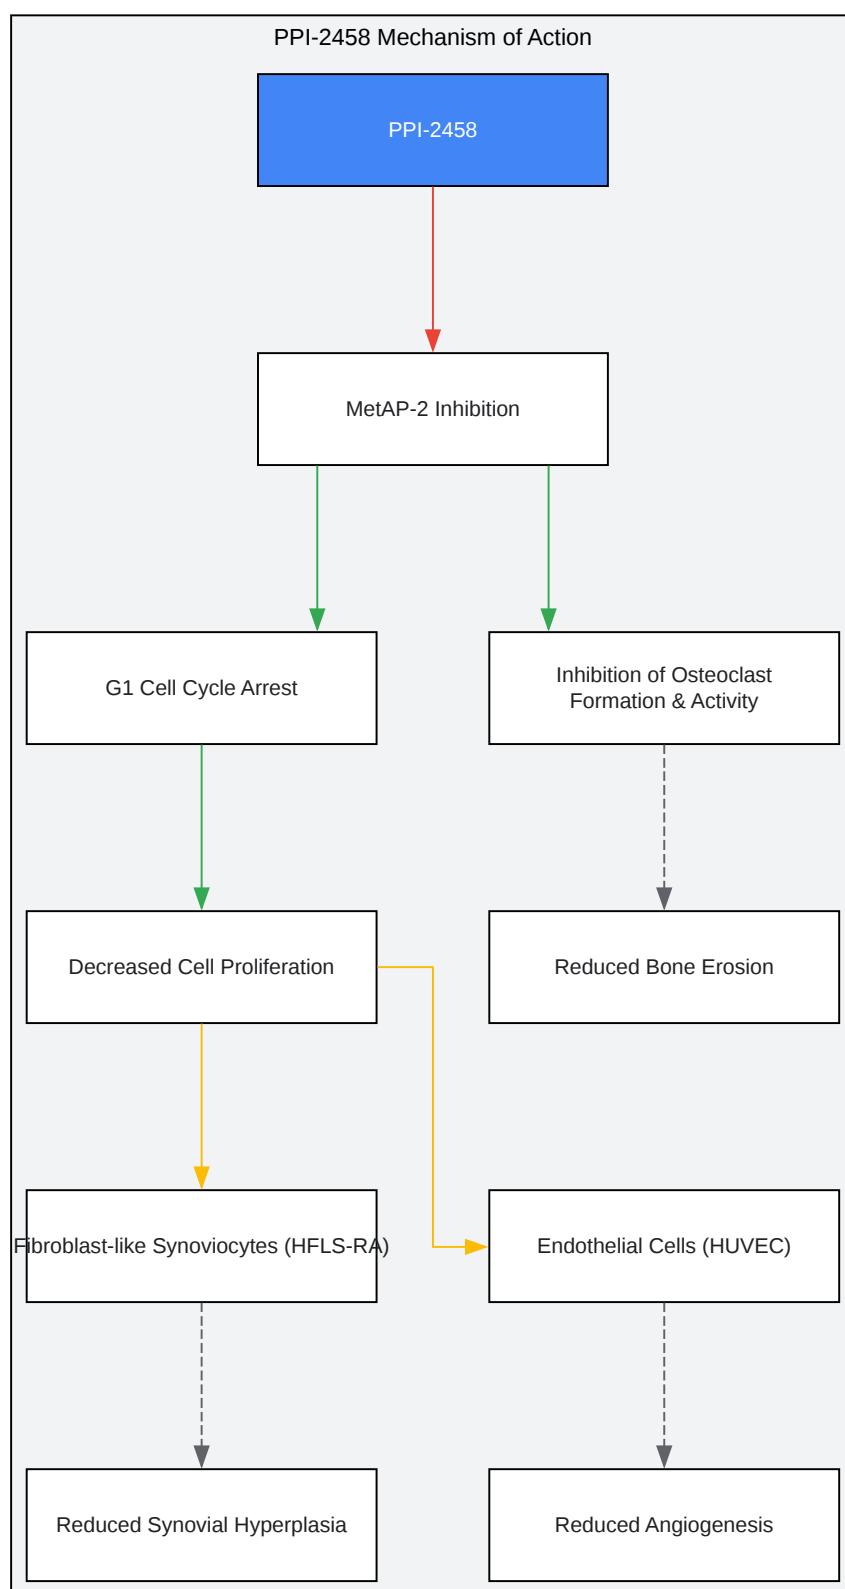 PPI-2458 Mechanism of Action
PPI-2458
MetAP-2 Inhibition
G1 Cell Cycle Arrest
Inhibition of Osteoclast
Formation & Activity
Decreased Cell Proliferation
Reduced Bone Erosion
Fibroblast-like Synoviocytes (HFLS-RA)
Endothelial Cells (HUVEC)
Reduced Synovial Hyperplasia
Reduced Angiogenesis